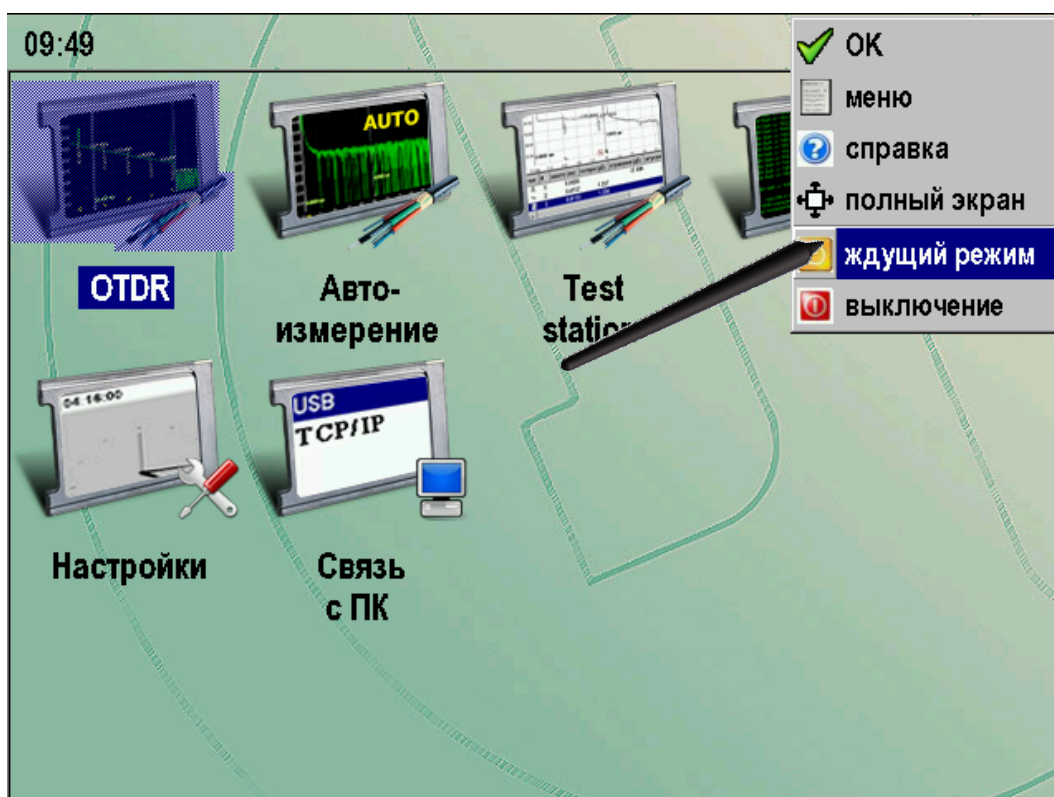 09:49
OK
меню
справка
полный экран
ждущий режим
выключение
AUTO
OTDR
Авто-
измерение
Test
station
04:16:00
USB
TCP/IP
Настройки
Связь
с ПК